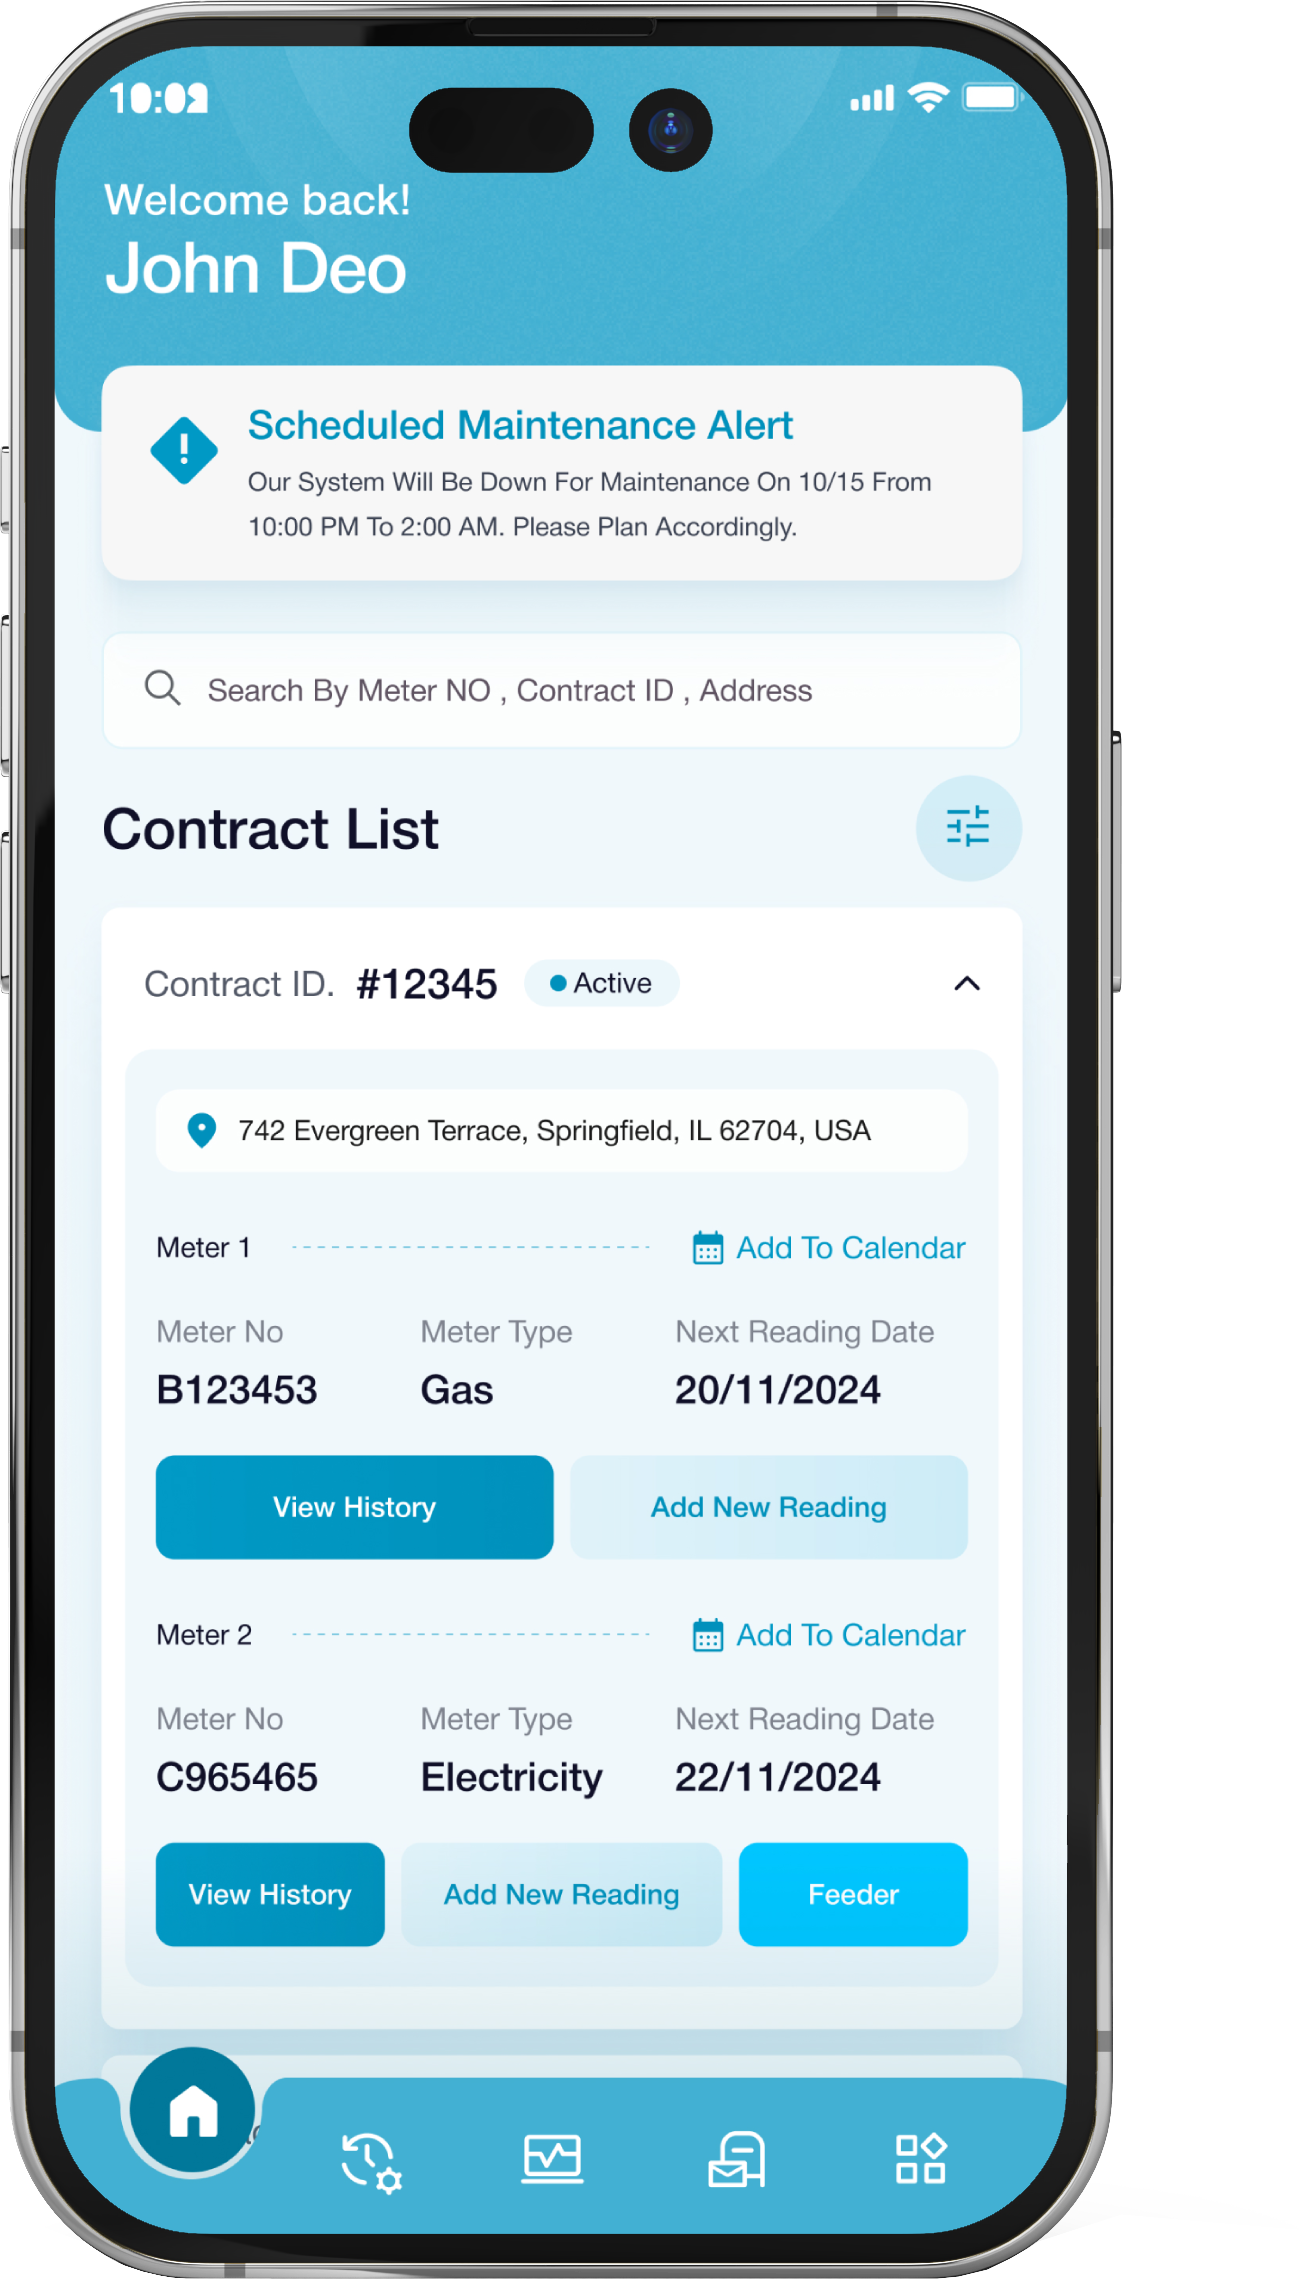 10:02
Welcome back!
John Deo
Scheduled Maintenance Alert
Our System Will Be Down For Maintenance On 10/15 From
10:00 PM To 2:00 AM. Please Plan Accordingly.
Search By Meter NO , Contract ID , Address
Contract List
Contract ID. #12345 Active
742 Evergreen Terrace, Springfield, IL 62704, USA
Meter 1 Add To Calendar
Meter No Meter Type Next Reading Date
B123453 Gas 20/11/2024
View History Add New Reading
Meter 2 Add To Calendar
Meter No Meter Type Next Reading Date
C965465 Electricity 22/11/2024
View History Add New Reading Feeder